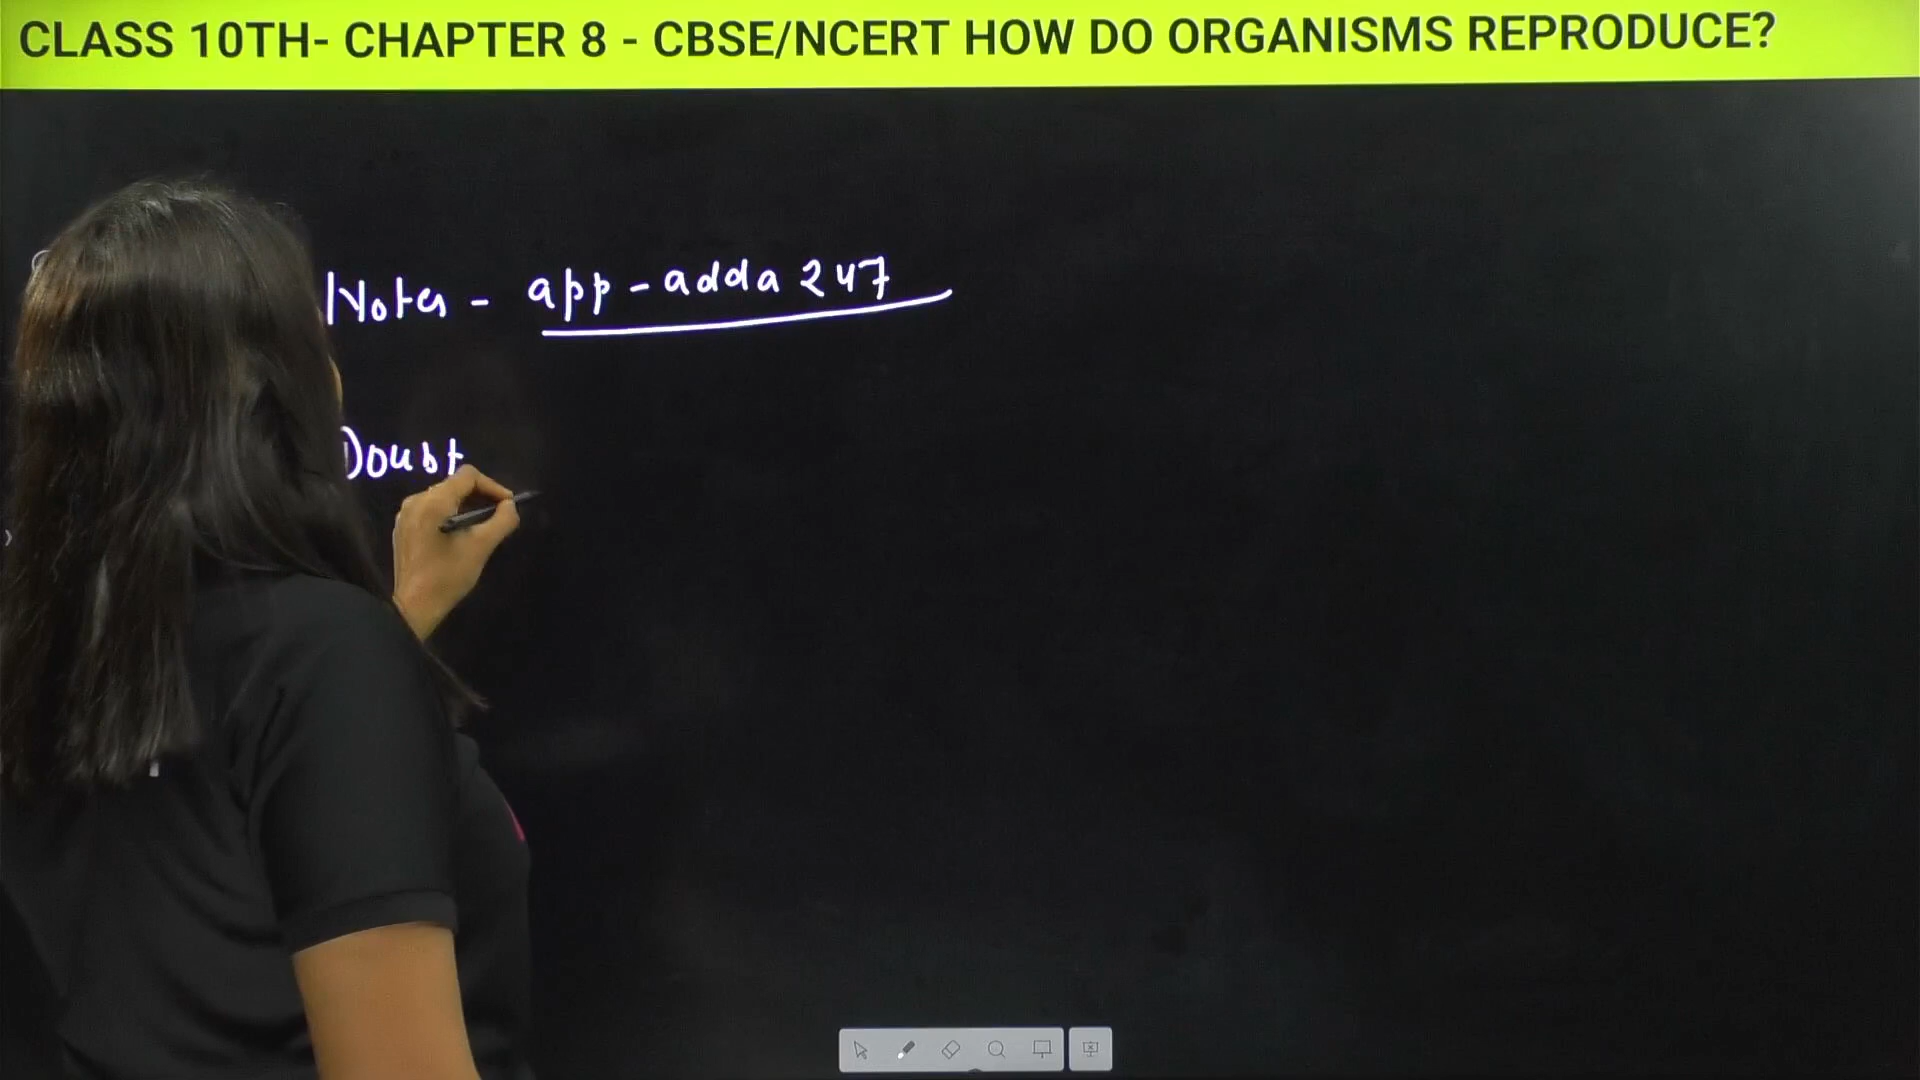 CLASS 10TH- CHAPTER 8 - CBSE/NCERT HOW DO ORGANISMS REPRODUCE?
Notes - app - adda 247
Doubt